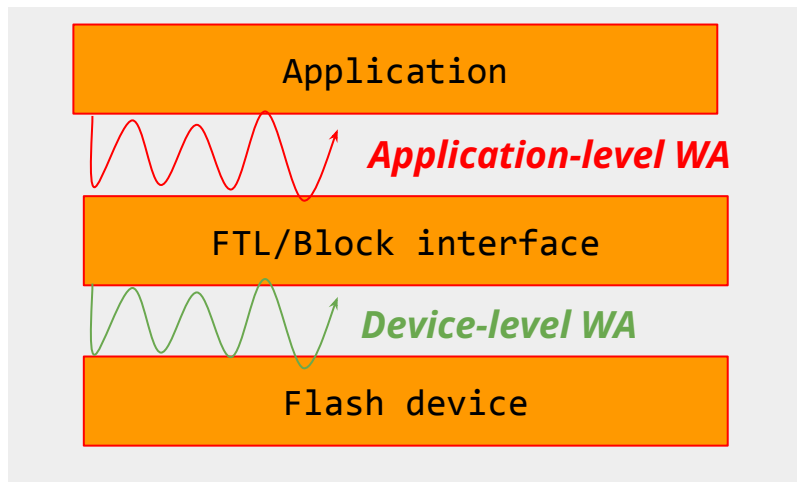 Application
Application-level WA
FTL/Block interface
Device-level WA
Flash device